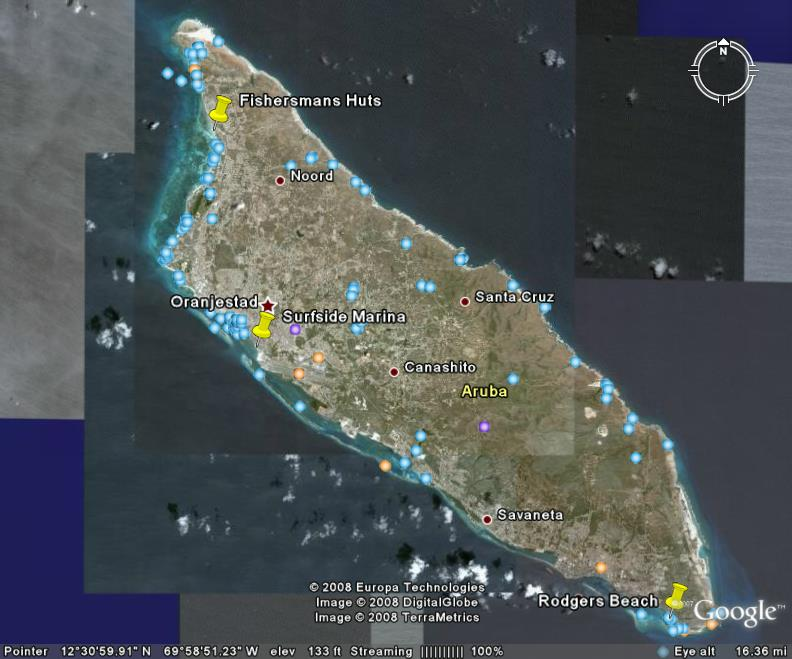 N
Fishersmans Huts
Noord
Santa Cruz
Oranjestad
Surfside Marina
Canashito
Aruba
Savaneta
© 2008 Europa Technologies
Image © 2008 DigitalGlobe
Image © 2008 TerraMetrics
Rodgers Beach
Google™
Pointer 12°30'59.91" N 69°58'51.23" W elev 133 ft Streaming |||||||||| 100% Eye alt 16.36 mi